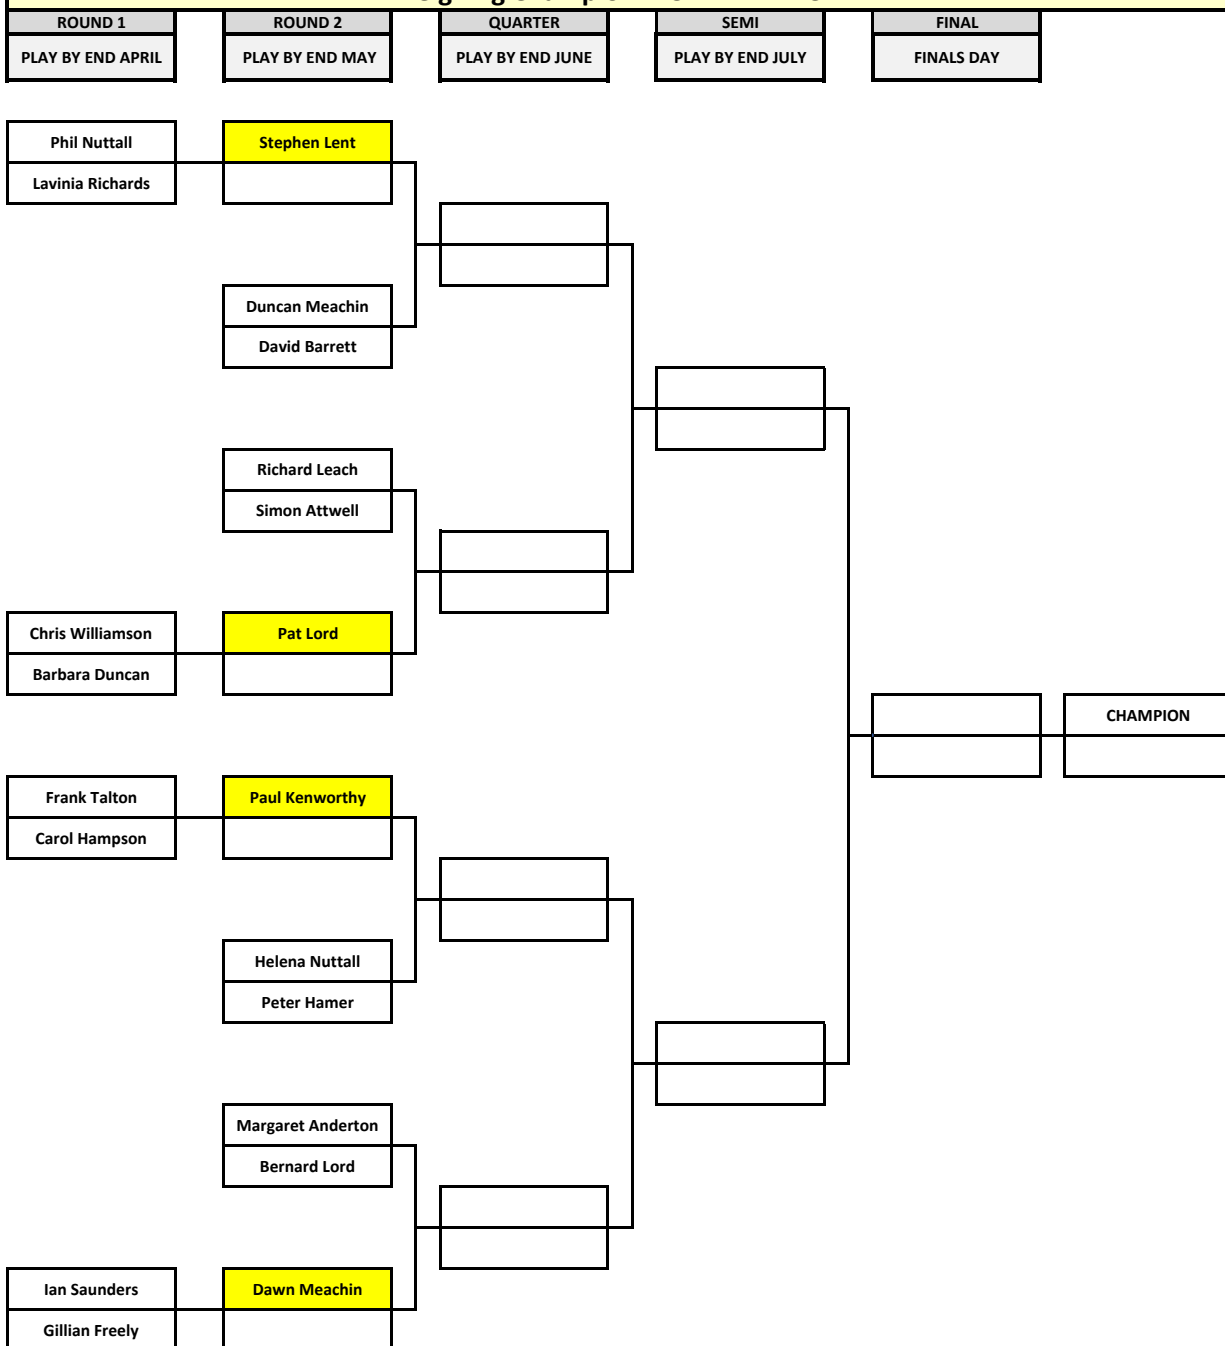 ROUND 1 ROUND 2 QUARTER SEMI FINAL
PLAY BY END APRIL PLAY BY END MAY PLAY BY END JUNE PLAY BY END JULY FINALS DAY
Phil Nuttall Stephen Lent
Lavinia Richards
Duncan Meachin
David Barrett
Richard Leach
Simon Attwell
Chris Williamson Pat Lord
Barbara Duncan
CHAMPION
Frank Talton Paul Kenworthy
Carol Hampson
Helena Nuttall
Peter Hamer
Margaret Anderton
Bernard Lord
Ian Saunders Dawn Meachin
Gillian Freely